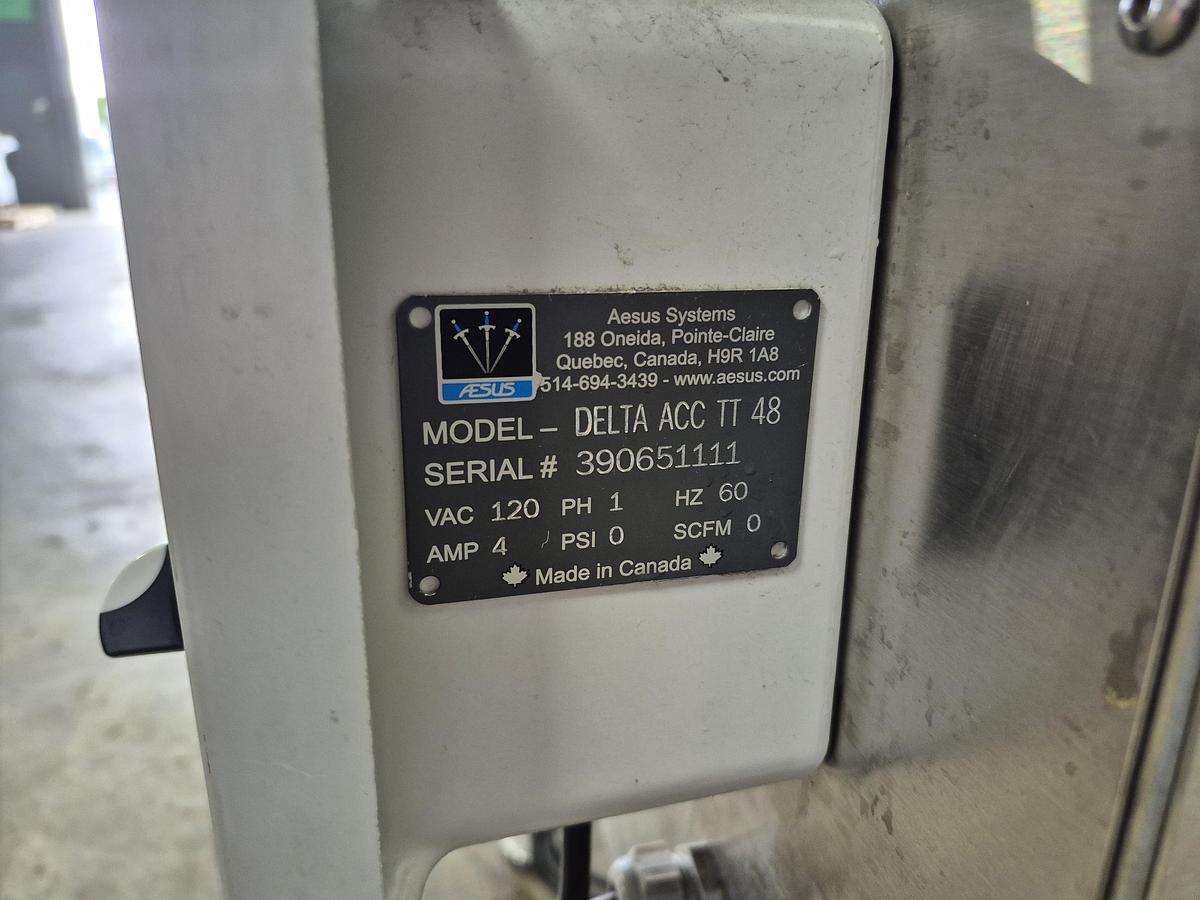 ÆSUS
Aesus Systems
188 Oneida, Pointe-Claire
Quebec, Canada, H9R 1A8
514-694-3439 - www.aesus.com
MODEL – DELTA ACC TT 48
SERIAL # 390651111
VAC 120 PH 1 HZ 60
AMP 4 PSI 0 SCFM 0
Made in Canada